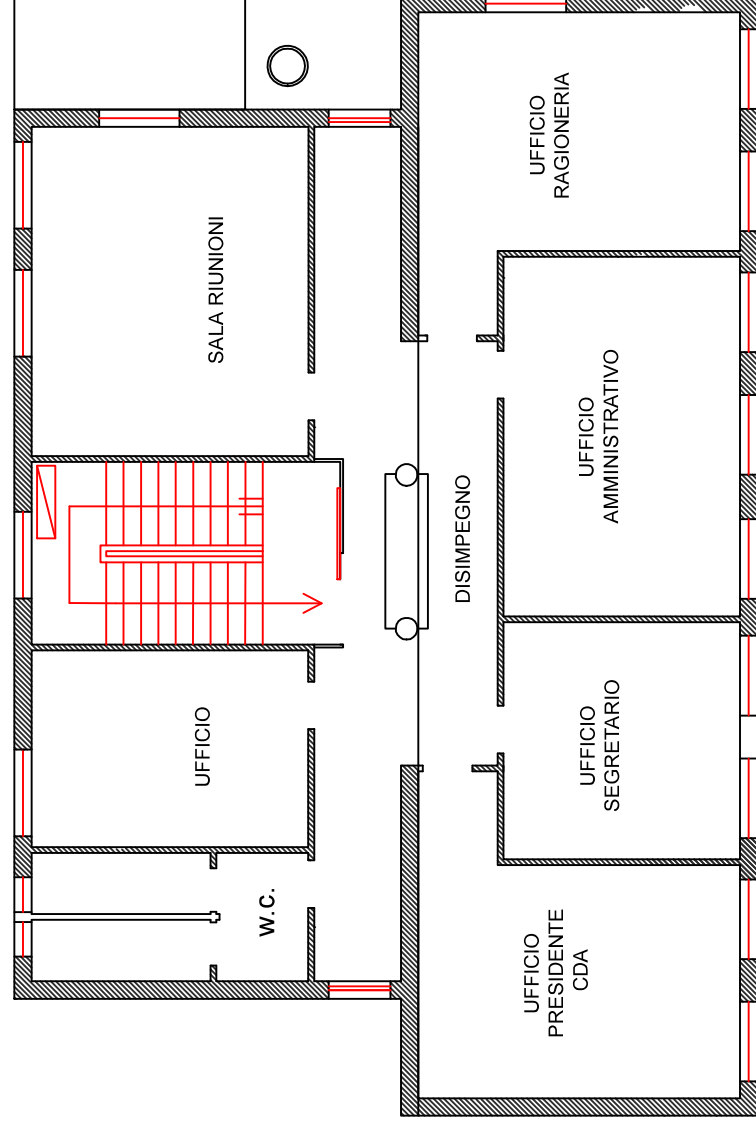 UFFICIO
RAGIONERIA
SALA RIUNIONI
UFFICIO
AMMINISTRATIVO
DISIMPEGNO
UFFICIO
UFFICIO
SEGRETARIO
W.C.
UFFICIO
PRESIDENTE
CDA